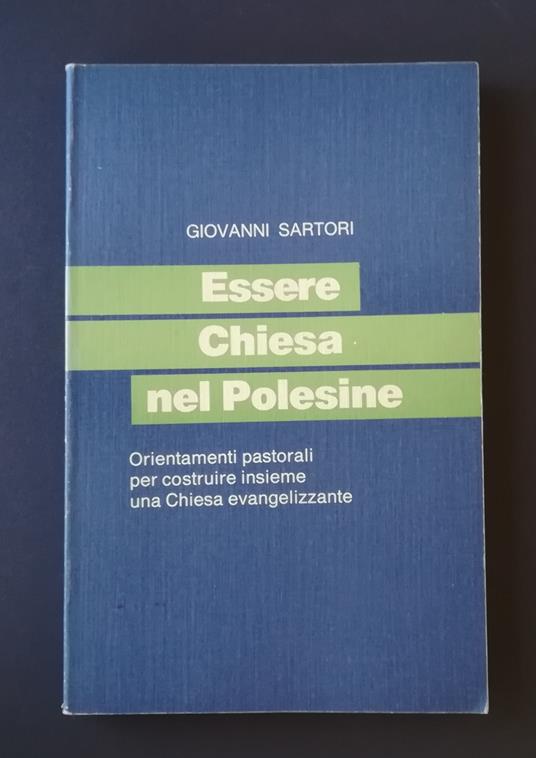 GIOVANNI SARTORI
Essere
Chiesa
nel Polesine
Orientamenti pastorali
per costruire insieme
una Chiesa evangelizzante